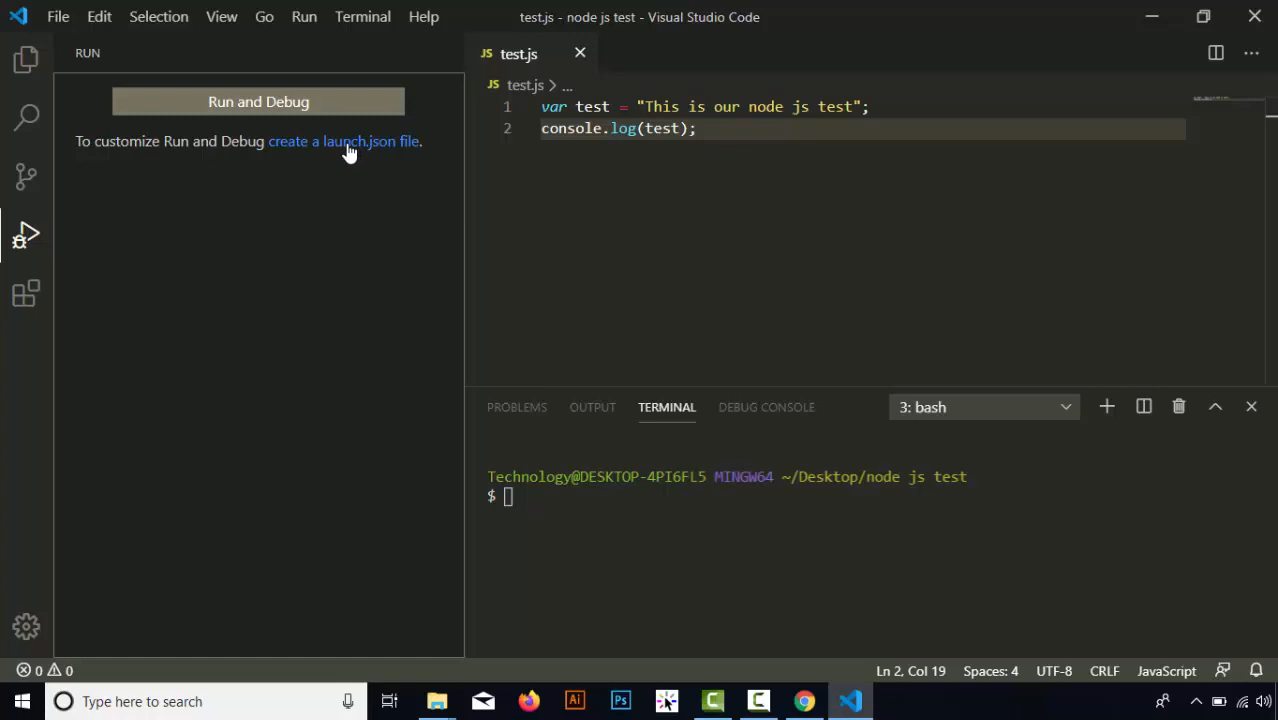 File Edit Selection View Go Run Terminal Help
test.js - node js test - Visual Studio Code
RUN
Run and Debug
To customize Run and Debug create a launch.json file.
JS test.js
JS test.js > ...
1 var test = "This is our node js test";
2 console.log(test);
PROBLEMS OUTPUT TERMINAL DEBUG CONSOLE
3: bash
Technology@DESKTOP-4PI6FL5 MINGW64 ~/Desktop/node js test
$
0 0
Ln 2, Col 19 Spaces: 4 UTF-8 CRLF JavaScript
Type here to search
Ai
Ps
C
C